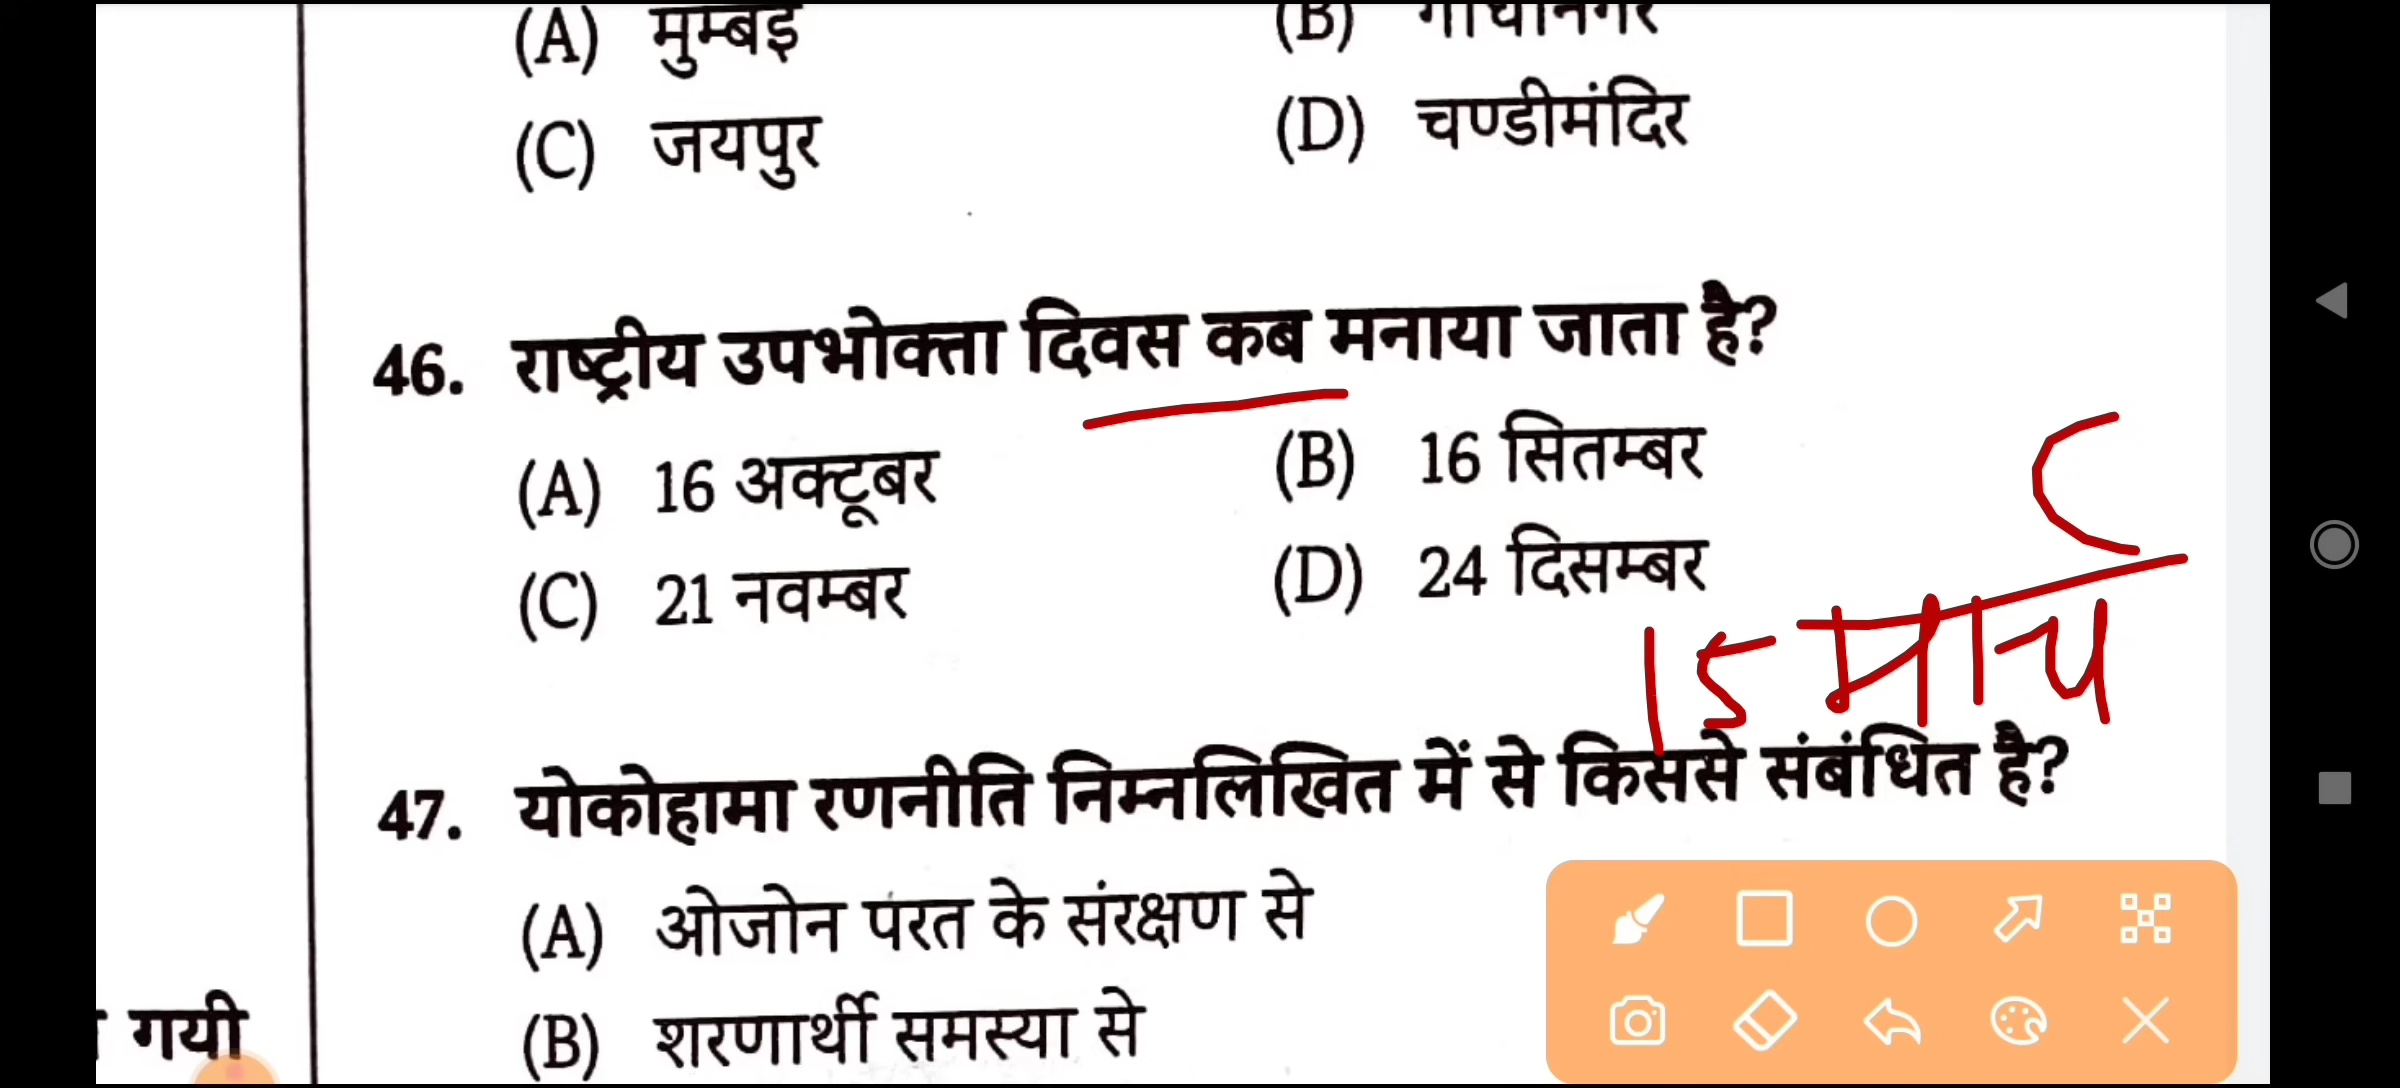 (A) मुम्बई (B) गांधीनगर
(C) जयपुर (D) चण्डीमंदिर
46. राष्ट्रीय उपभोक्ता दिवस कब मनाया जाता है?
(A) 16 अक्टूबर (B) 16 सितम्बर
C
(C) 21 नवम्बर (D) 24 दिसम्बर
15 मार्च
47. योकोहामा रणनीति निम्नलिखित में से किससे संबंधित है?
(A) ओजोन परत के संरक्षण से
(B) शरणार्थी समस्या से
गयी